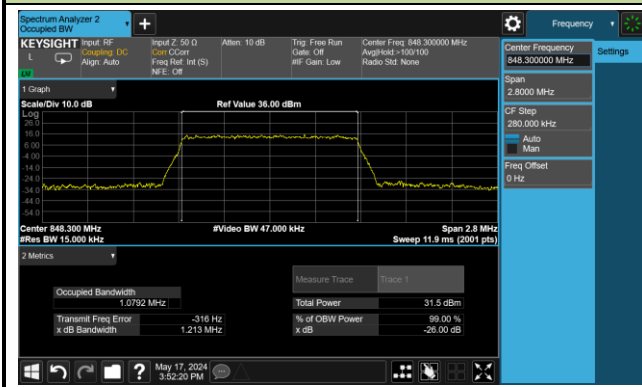 Spectrum Analyzer 2
Occupied BW
+
Frequency
KEYSIGHT
L
Input: RF
Coupling: DC
Align: Auto
Input Z: 50 Ω
Corr CCorr
Freq Ref: Int (S)
NFE: Off
Atten: 10 dB
Trig: Free Run
Gate: Off
#IF Gain: Low
Center Freq: 848.300000 MHz
Avg|Hold:>100/100
Radio Std: None
Center Frequency
848.300000 MHz
Settings
Span
2.8000 MHz
CF Step
280.000 kHz
Auto
Man
Freq Offset
0 Hz
1 Graph
Scale/Div 10.0 dB
Ref Value 36.00 dBm
Log
26.0
16.0
6.00
-4.00
-14.0
-24.0
-34.0
-44.0
-54.0
Center 848.300 MHz
#Video BW 47.000 kHz
Span 2.8 MHz
#Res BW 15.000 kHz
Sweep 11.9 ms (2001 pts)
2 Metrics
Measure Trace
Trace 1
Occupied Bandwidth
1.0792 MHz
Total Power
31.5 dBm
Transmit Freq Error
-316 Hz
% of OBW Power
99.00 %
x dB Bandwidth
1.213 MHz
x dB
-26.00 dB
?
May 17, 2024
3:52:20 PM